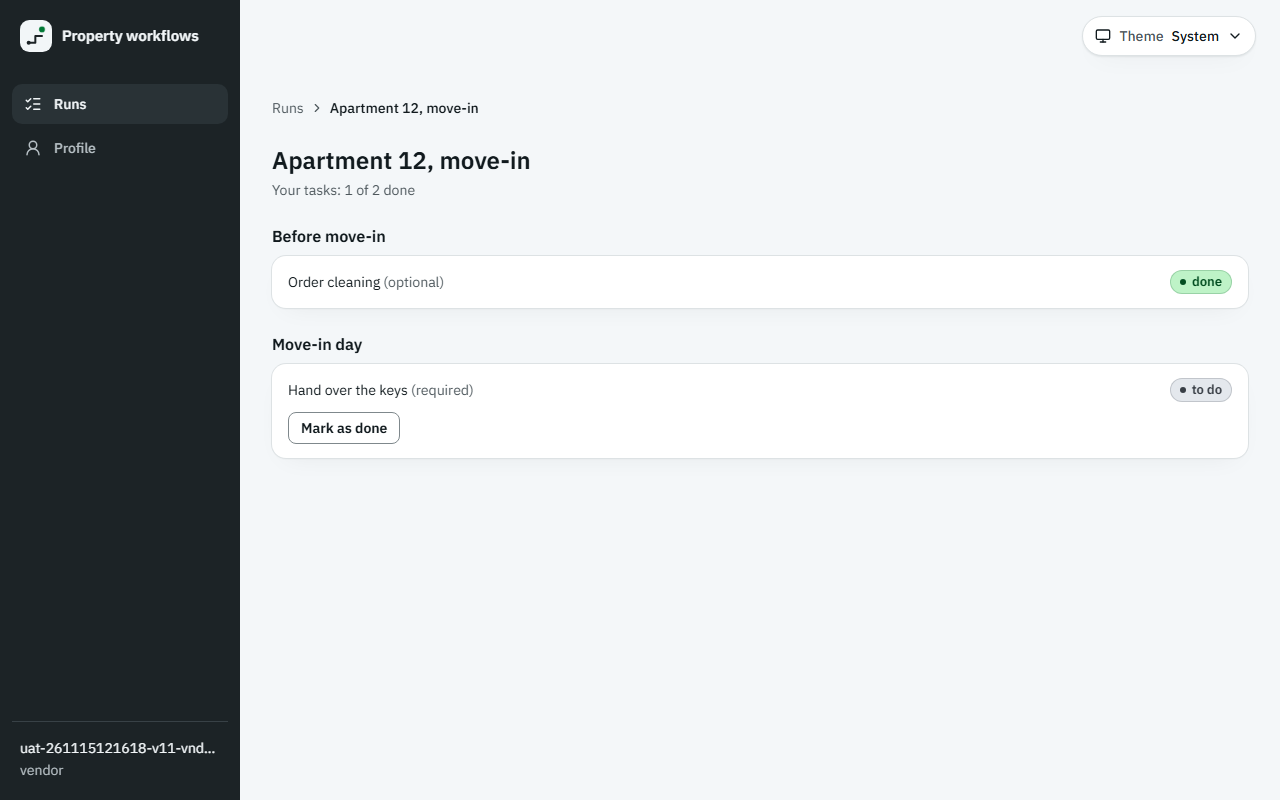 Property workflows
Theme System
Runs
Profile
Runs > Apartment 12, move-in
Apartment 12, move-in
Your tasks: 1 of 2 done
Before move-in
Order cleaning (optional)
done
Move-in day
Hand over the keys (required)
to do
Mark as done
uat-261115121618-v11-vnd...
vendor